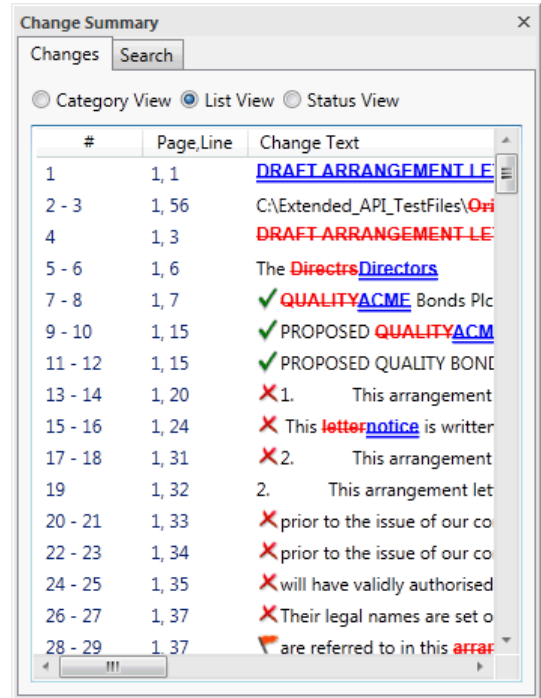 Change Summary
Changes Search
Category View List View Status View
# Page,Line Change Text
1 1, 1 DRAFT ARRANGEMENT
2 - 3 1, 56 C:\Extended_API_TestFiles\Ori
4 1, 3 DRAFT ARRANGEMENT
5 - 6 1, 6 The DirectrsDirectors
7 - 8 1, 7 QUALITYACME Bonds Plc
9 - 10 1, 15 PROPOSED QUALITYACM
11 - 12 1, 15 PROPOSED QUALITY BOND
13 - 14 1, 20 1. This arrangement
15 - 16 1, 24 This letternotice is written
17 - 18 1, 31 2. This arrangement
19 1, 32 2. This arrangement let
20 - 21 1, 33 prior to the issue of our co
22 - 23 1, 34 prior to the issue of our co
24 - 25 1, 35 will have validly authorised
26 - 27 1, 37 Their legal names are set o
28 - 29 1, 37 are referred to in this arrar